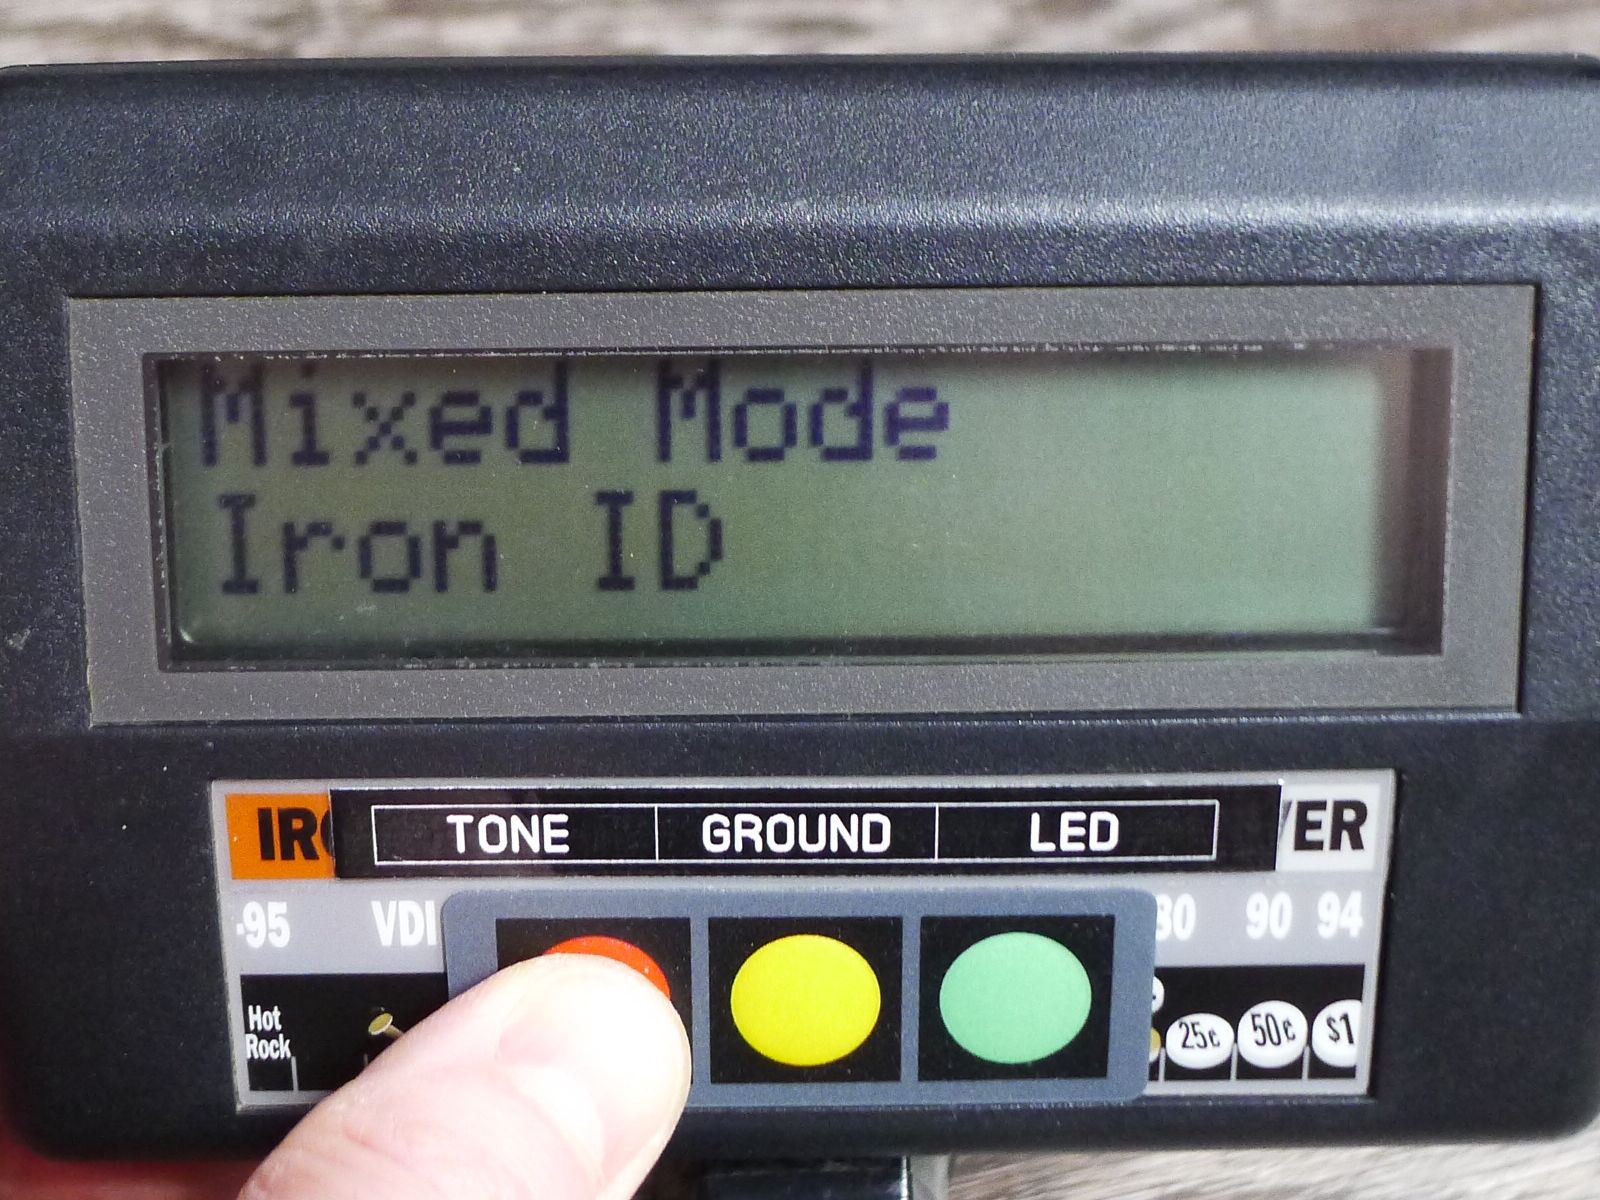 Mixed Mode
Iron ID
TONE GROUND LED
-95 VDI 90 94
Hot
Rock
25¢ 50¢ $1